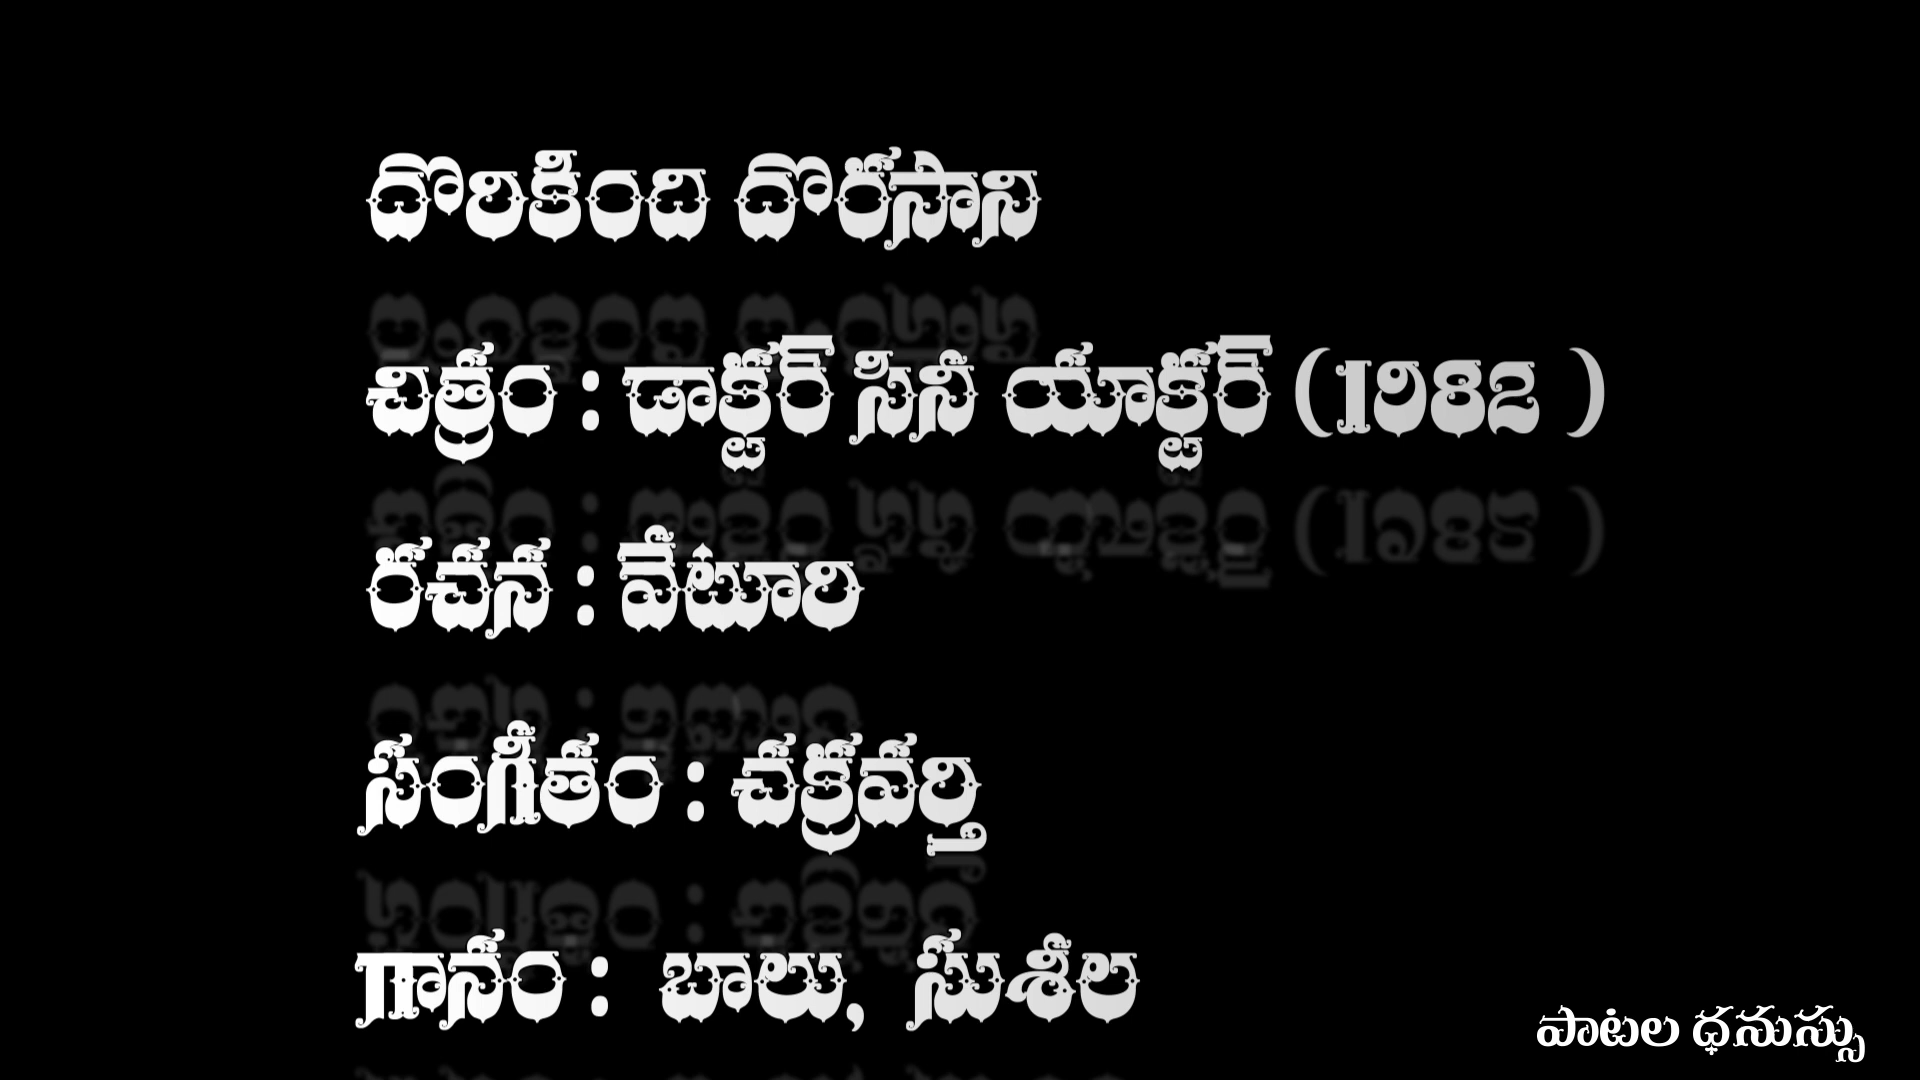 దొరికింది దొరసాని
చిత్రం : డాక్టర్ సినీ యాక్టర్ (1982 )
రచన : వేటూరి
సంగీతం : చక్రవర్తి
గానం : బాలు, సుశీల
పాటల ధనుస్సు